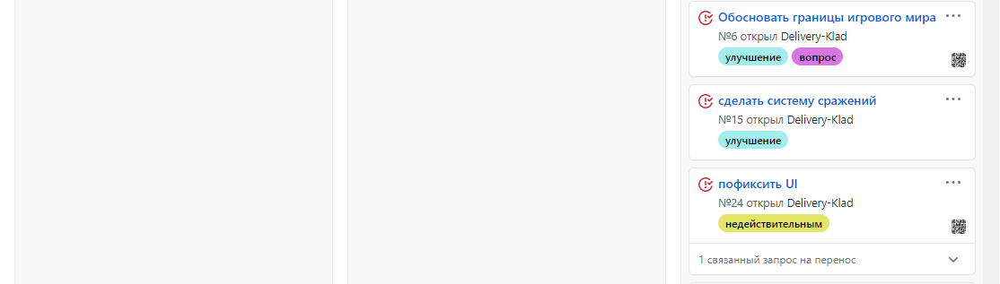 Обосновать границы игрового мира
№6 открыл Delivery-Klad
улучшение вопрос
сделать систему сражений
№15 открыл Delivery-Klad
улучшение
пофиксить UI
№24 открыл Delivery-Klad
недействительным
1 связанный запрос на перенос